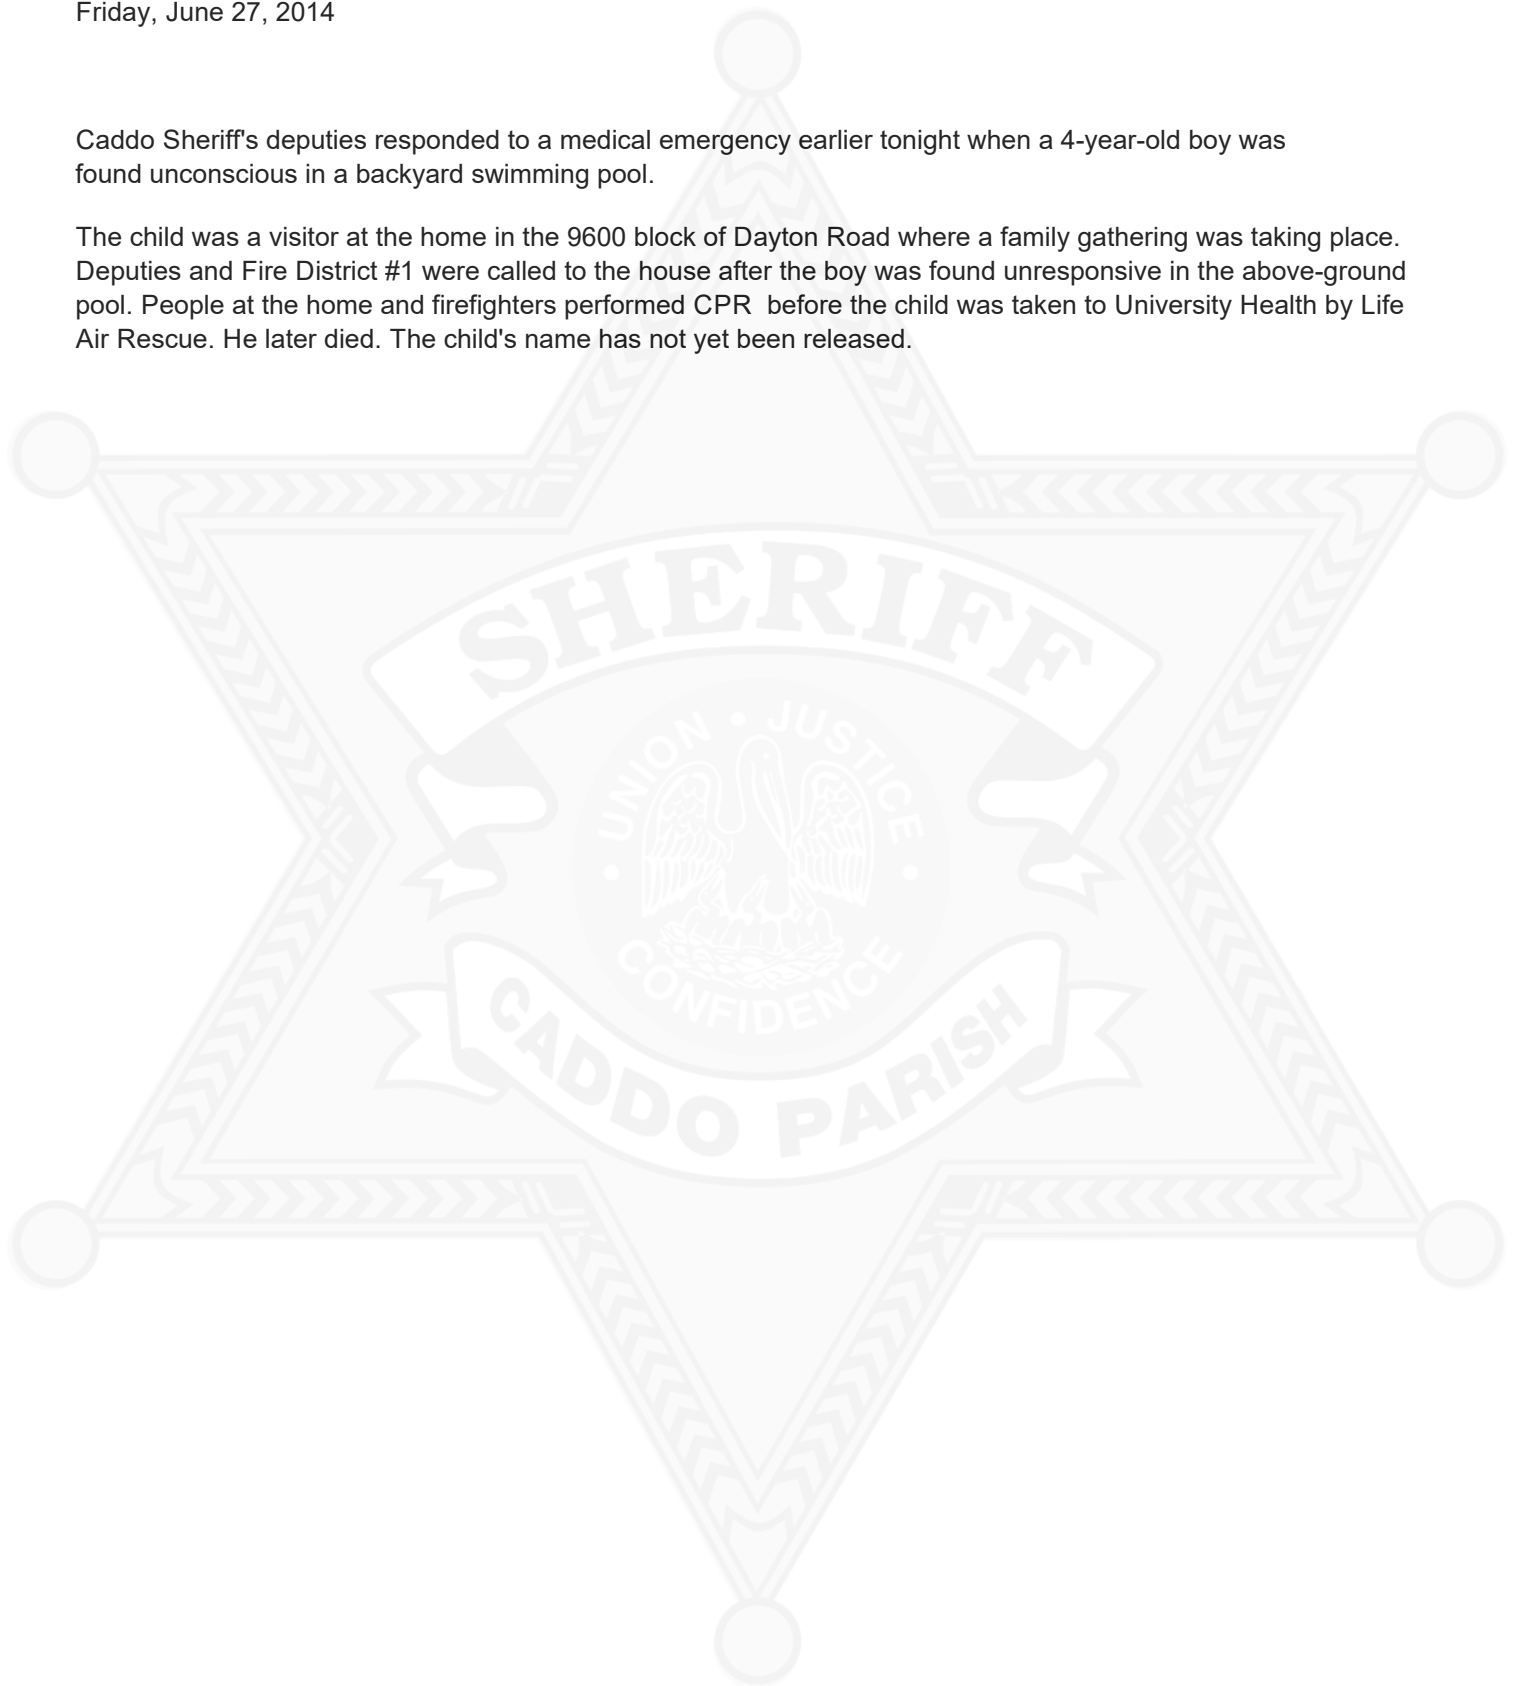 Friday, June 27, 2014
Caddo Sheriff's deputies responded to a medical emergency earlier tonight when a 4-year-old boy was
found unconscious in a backyard swimming pool.
The child was a visitor at the home in the 9600 block of Dayton Road where a family gathering was taking place.
Deputies and Fire District #1 were called to the house after the boy was found unresponsive in the above-ground
pool. People at the home and firefighters performed CPR  before the child was taken to University Health by Life
Air Rescue. He later died. The child's name has not yet been released.
SHERIFF
UNION • JUSTICE
• CONFIDENCE •
CADDO PARISH